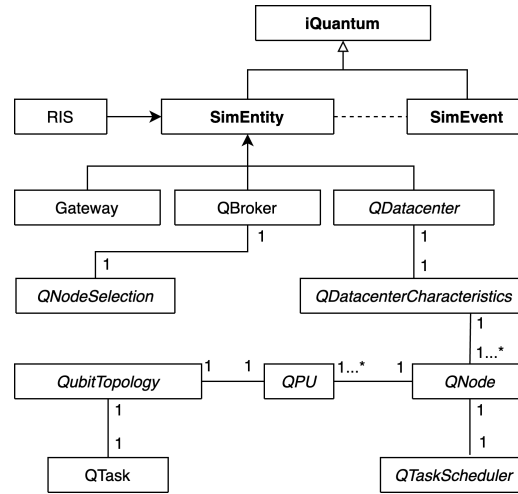 iQuantum
RIS
SimEntity
SimEvent
Gateway
QBroker
QDatacenter
1
1
1
1
QNodeSelection
QDatacenterCharacteristics
1
1...*
1
1
1...*
1
QubitTopology
QPU
QNode
1
1
1
1
QTask
QTaskScheduler